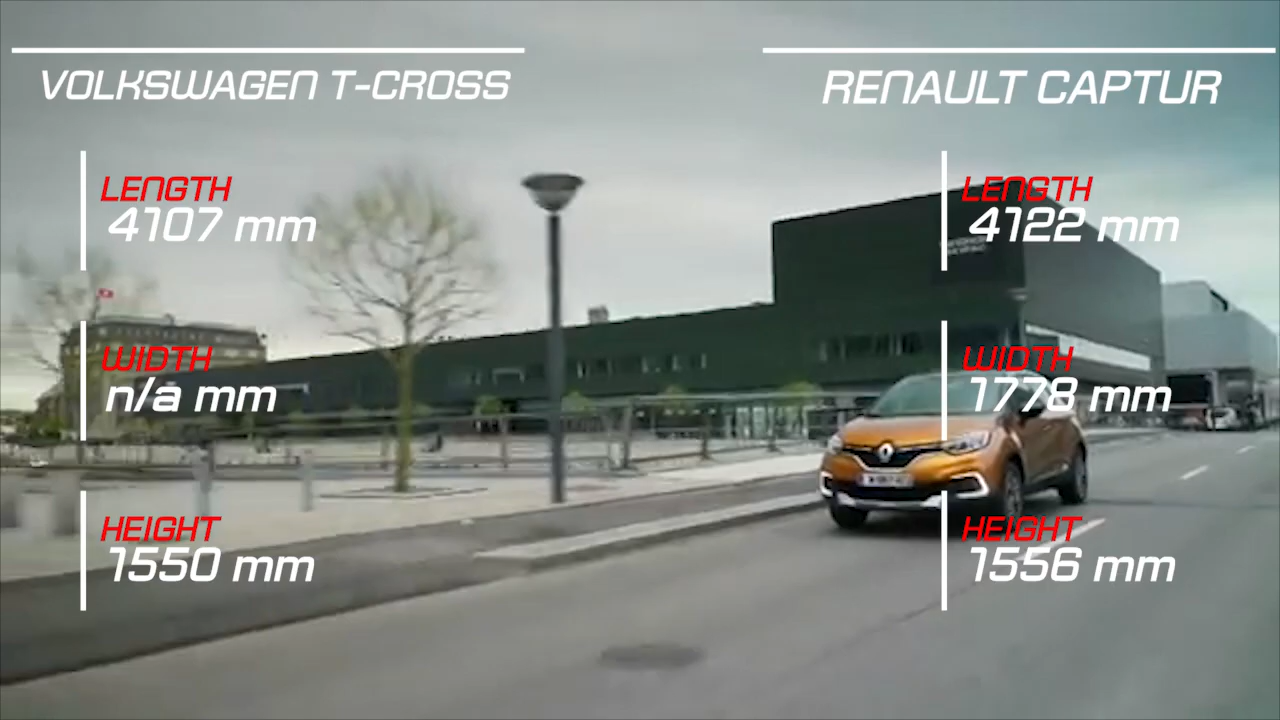 VOLKSWAGEN T-CROSS
LENGTH
4107 mm
WIDTH
n/a mm
HEIGHT
1550 mm
RENAULT CAPTUR
LENGTH
4122 mm
WIDTH
1778 mm
HEIGHT
1556 mm